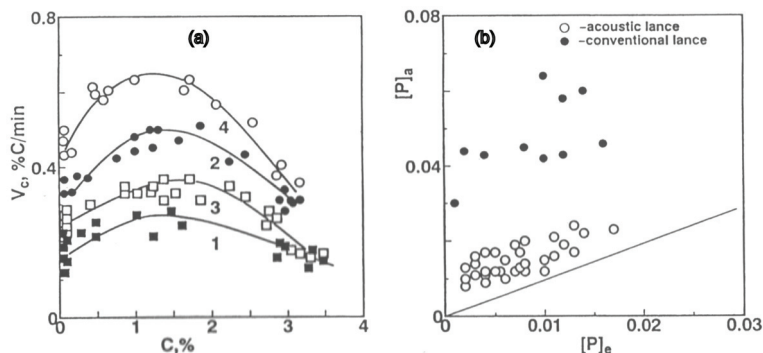 (a)
0.8
0.4
0
V_c, %C/min
4
2
3
1
0
1
2
3
4
C,%
(b)
○ -acoustic lance
● -conventional lance
[P]_a
0.08
0.04
0
0
0.01
0.02
0.03
[P]_e